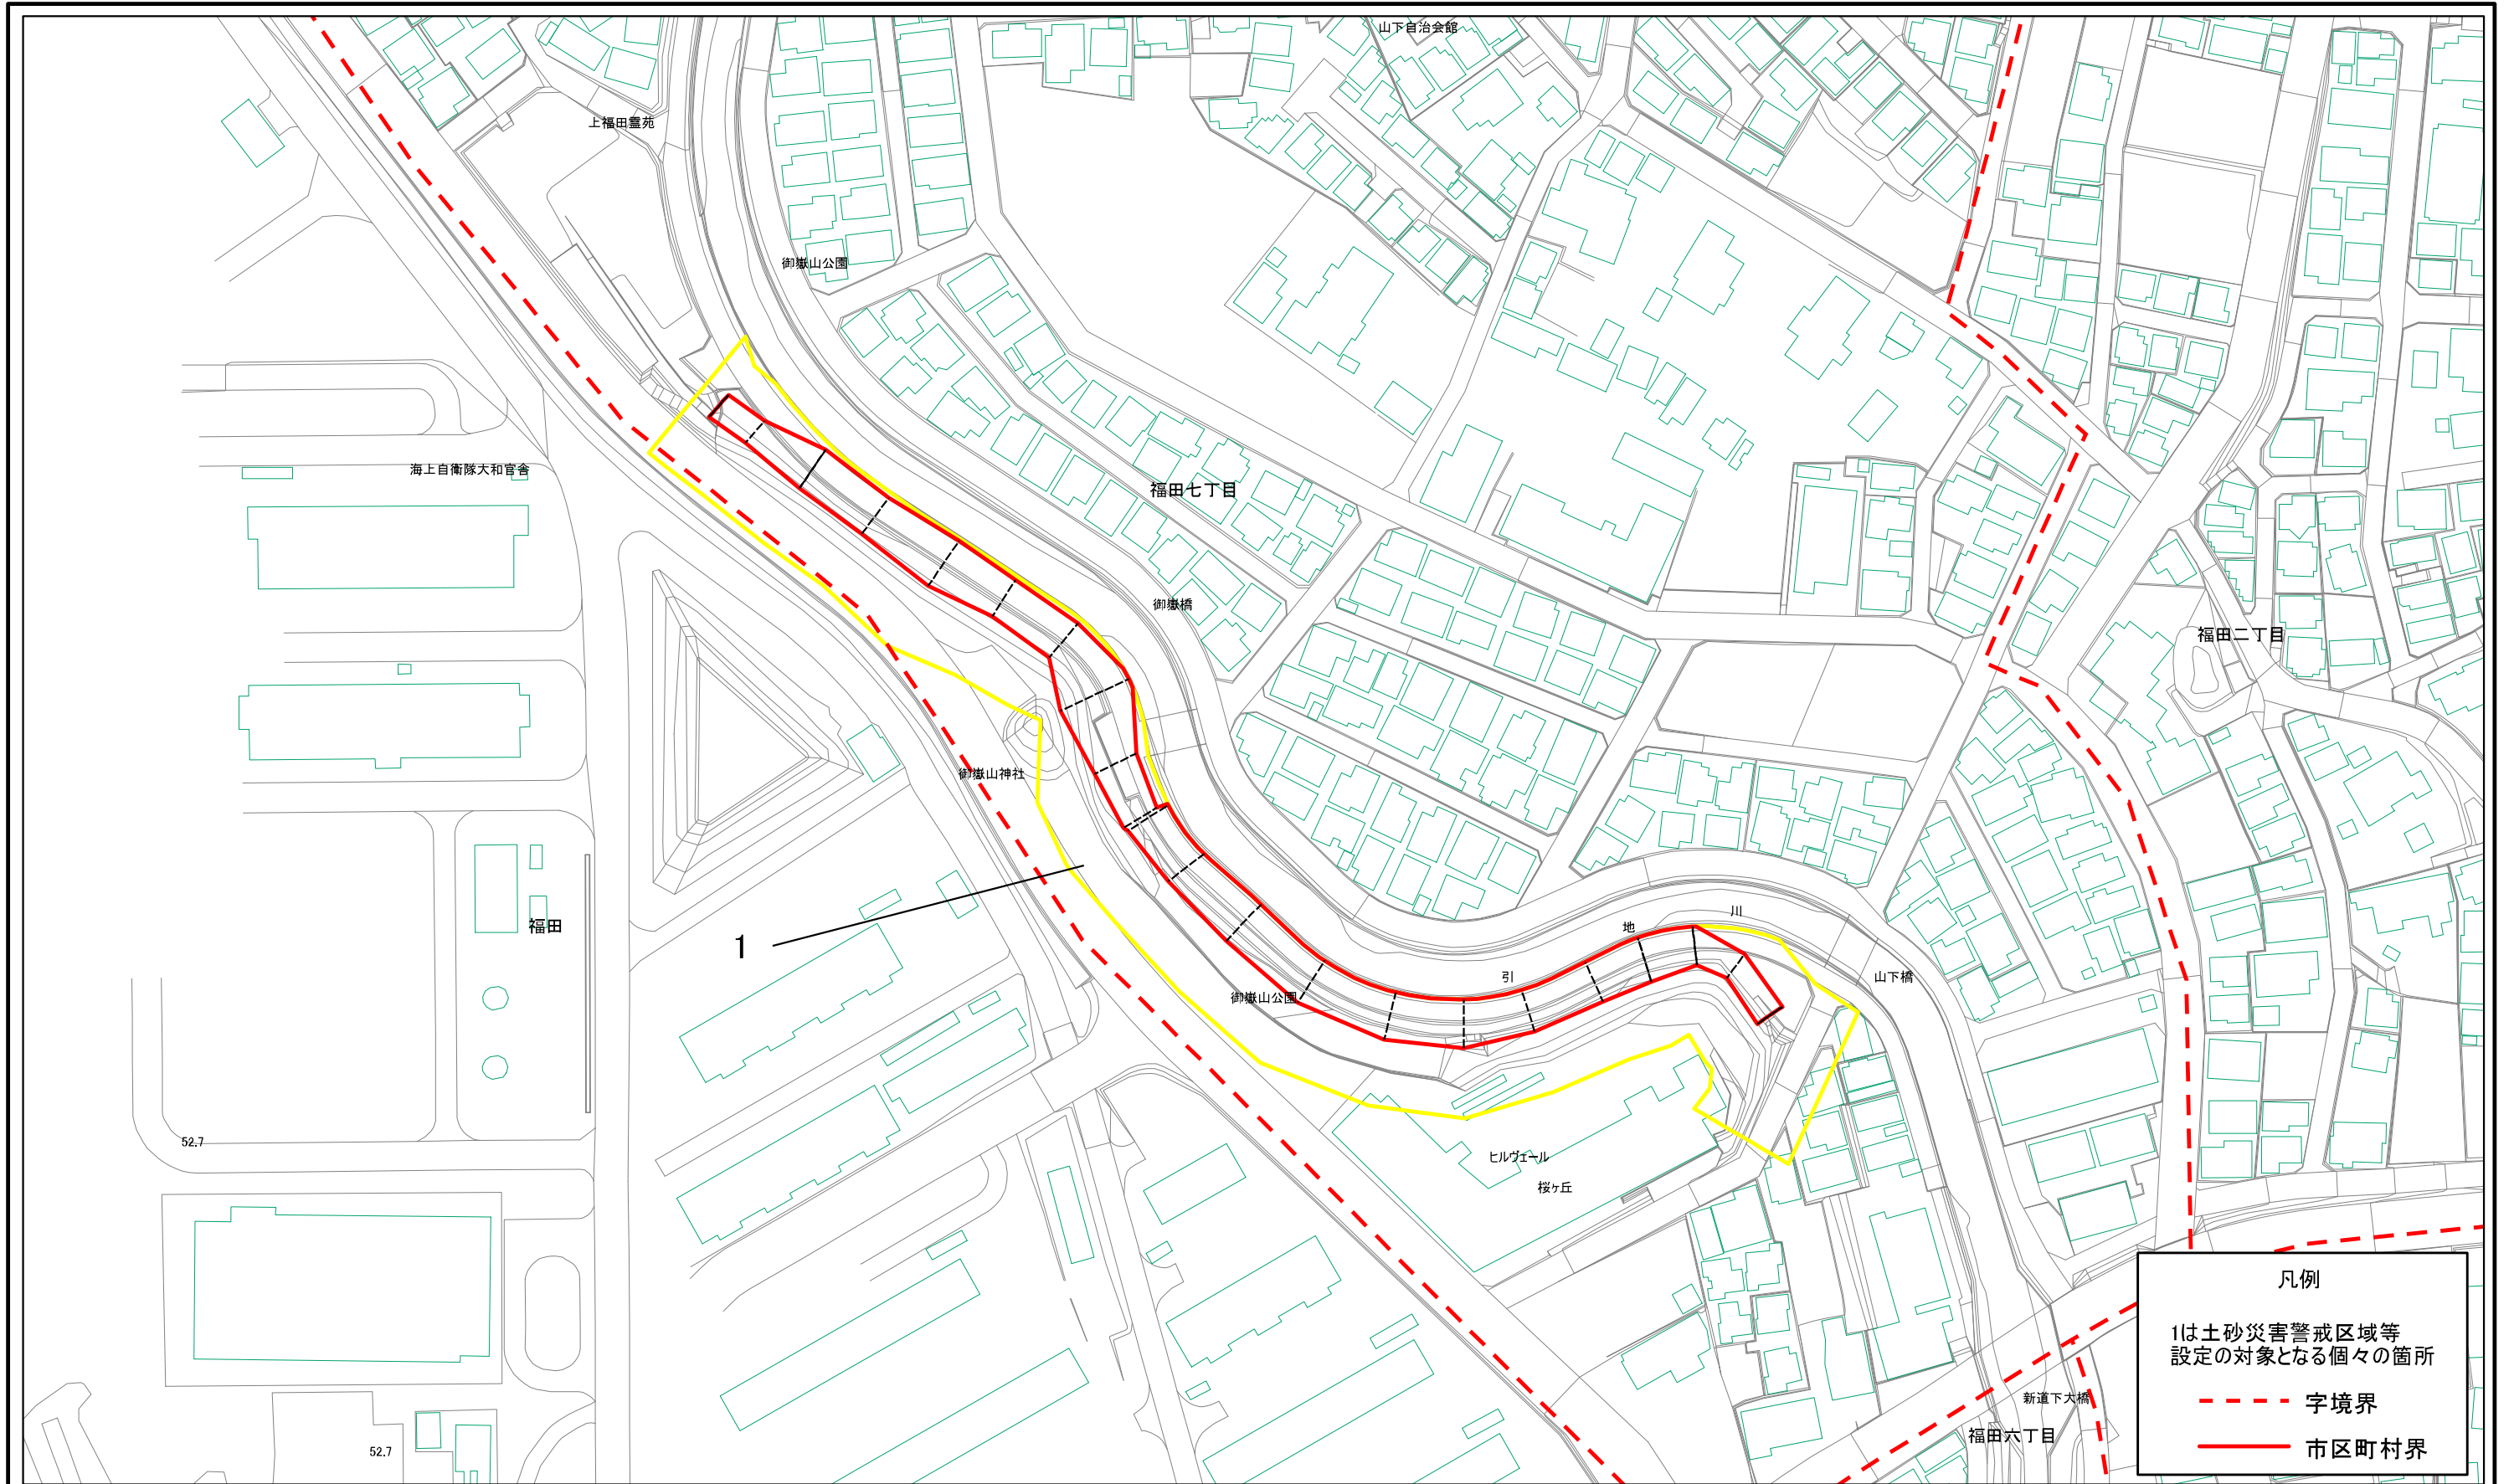 山下自治会館
上福田霊苑
御嶽山公園
海上自衛隊大和官舎
福田七丁目
御嶽橋
福田二丁目
御嶽山神社
1
福田
川
地
引
山下橋
御嶽山公園
52.7
ヒルヴェール
桜ヶ丘
新道下大橋
福田六丁目
52.7
凡例
1は土砂災害警戒区域等
設定の対象となる個々の箇所
字境界
市区町村界